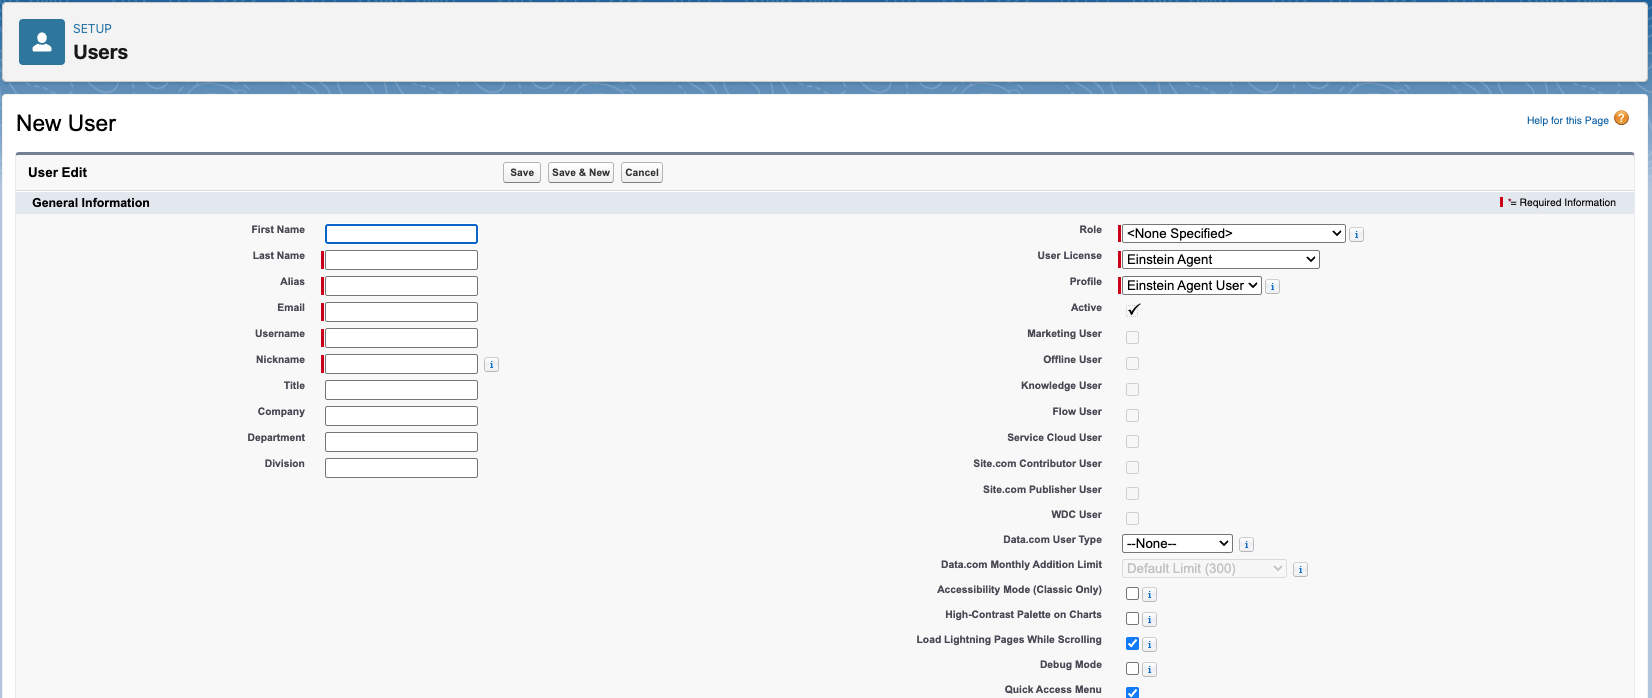 SETUP
Users
New User
Help for this Page ?
User Edit
Save
Save & New
Cancel
General Information
*= Required Information
First Name
Last Name
Alias
Email
Username
Nickname
i
Title
Company
Department
Division
Role
<None Specified>
i
User License
Einstein Agent
Profile
Einstein Agent User
i
Active
Marketing User
Offline User
Knowledge User
Flow User
Service Cloud User
Site.com Contributor User
Site.com Publisher User
WDC User
Data.com User Type
--None--
i
Data.com Monthly Addition Limit
Default Limit (300)
i
Accessibility Mode (Classic Only)
i
High-Contrast Palette on Charts
i
Load Lightning Pages While Scrolling
i
Debug Mode
i
Quick Access Menu